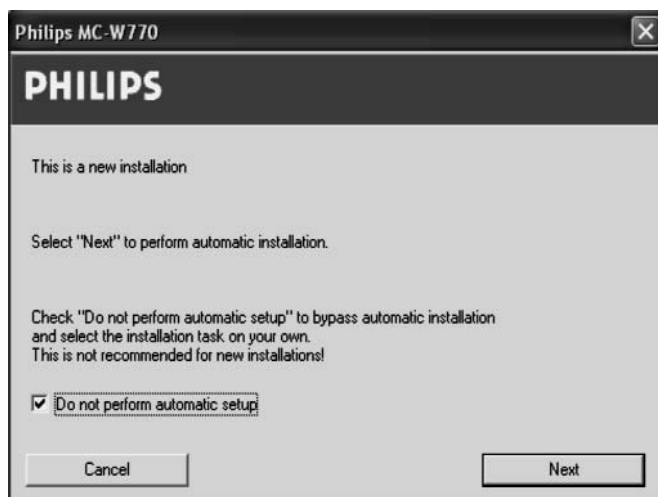 Philips MC-W770
PHILIPS
This is a new installation
Select "Next" to perform automatic installation.
Check "Do not perform automatic setup" to bypass automatic installation
and select the installation task on your own.
This is not recommended for new installations!
Do not perform automatic setup
Cancel
Next